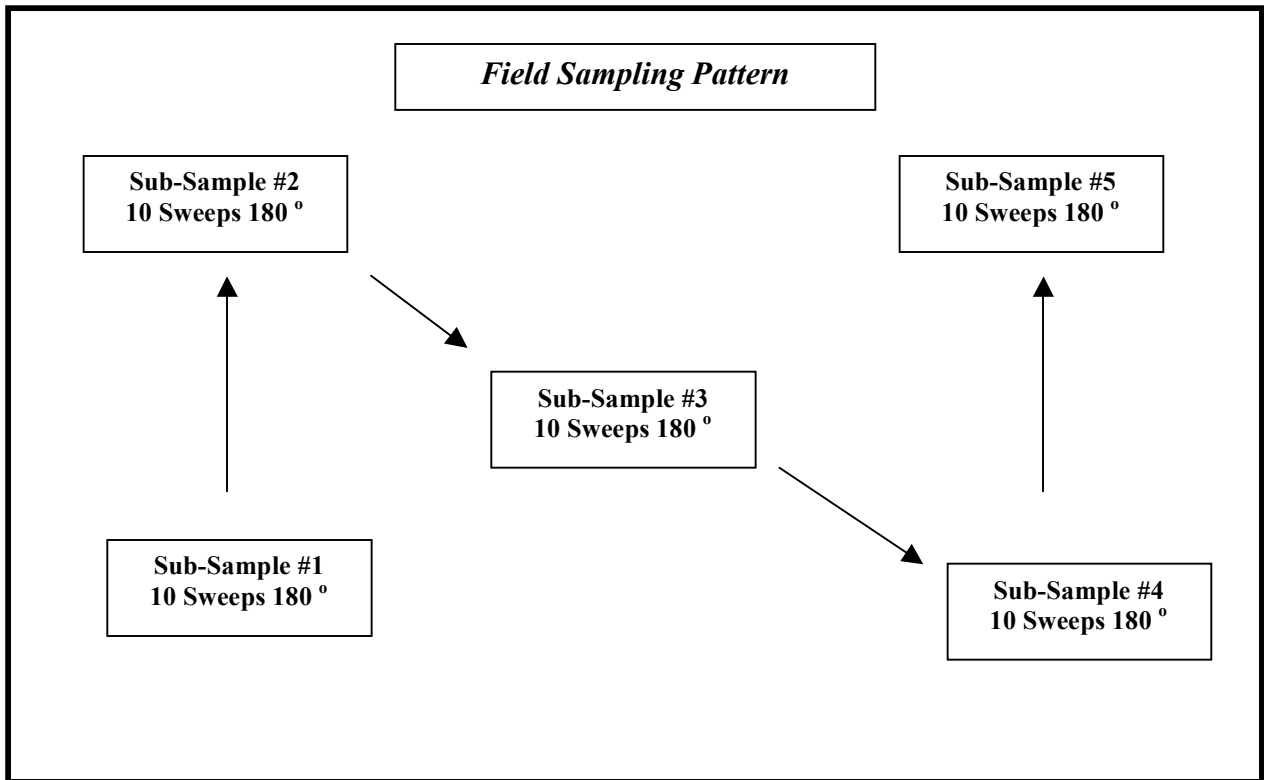 Field Sampling Pattern
Sub-Sample #2
10 Sweeps 180 º
Sub-Sample #5
10 Sweeps 180 º
Sub-Sample #3
10 Sweeps 180 º
Sub-Sample #1
10 Sweeps 180 º
Sub-Sample #4
10 Sweeps 180 º